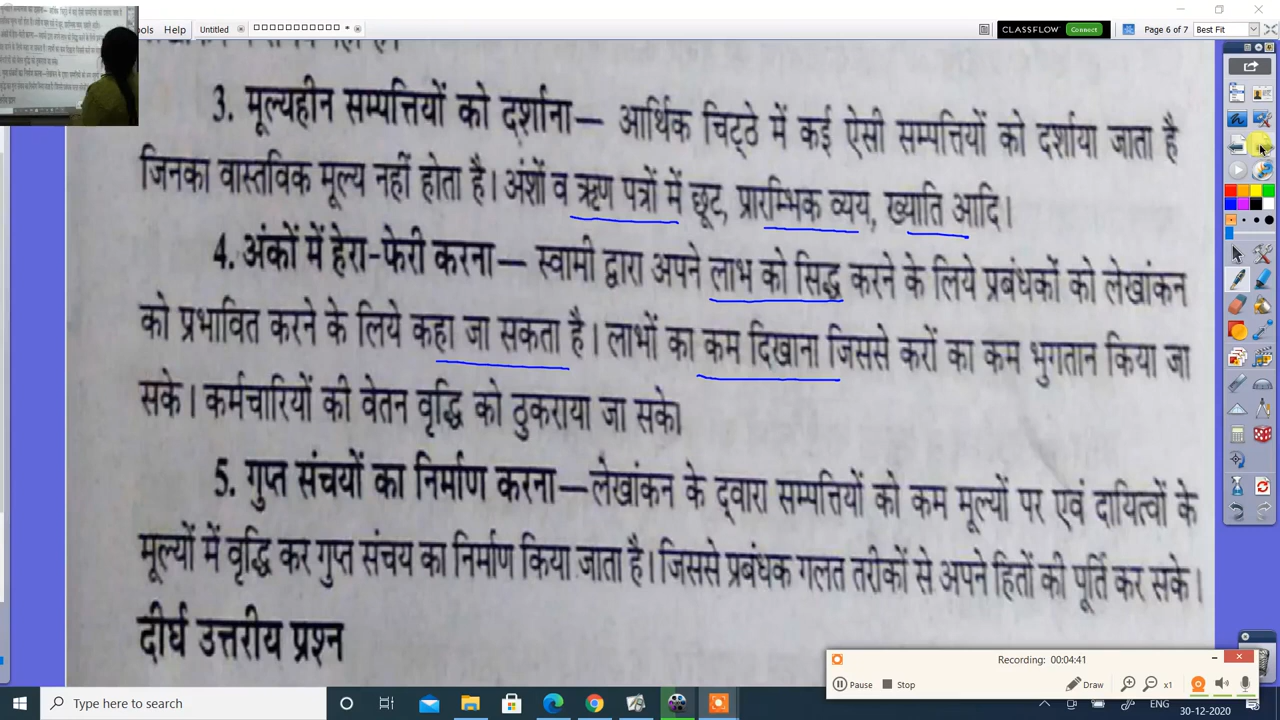 ols Help Untitled
CLASSFLOW Connect
Page 6 of 7 Best Fit
3. मूल्यहीन सम्पत्तियों को दर्शाना— आर्थिक चिट्ठे में कई ऐसी सम्पत्तियों को दर्शाया जाता है
जिनका वास्तविक मूल्य नहीं होता है। अंशों व ऋण पत्रों में छूट, प्रारम्भिक व्यय, ख्याति आदि।
4. अंकों में हेरा-फेरी करना— स्वामी द्वारा अपने लाभ को सिद्ध करने के लिये प्रबंधकों को लेखांकन
को प्रभावित करने के लिये कहा जा सकता है। लाभों का कम दिखाना जिससे करों का कम भुगतान किया जा
सके। कर्मचारियों की वेतन वृद्धि को ठुकराया जा सके।
5. गुप्त संचयों का निर्माण करना—लेखांकन के द्वारा सम्पत्तियों को कम मूल्यों पर एवं दायित्वों के
मूल्यों में वृद्धि कर गुप्त संचय का निर्माण किया जाता है। जिससे प्रबंधक गलत तरीकों से अपने हितों की पूर्ति कर सके।
दीर्घ उत्तरीय प्रश्न
Recording: 00:04:41
Pause Stop Draw x1
Type here to search
ENG
30-12-2020